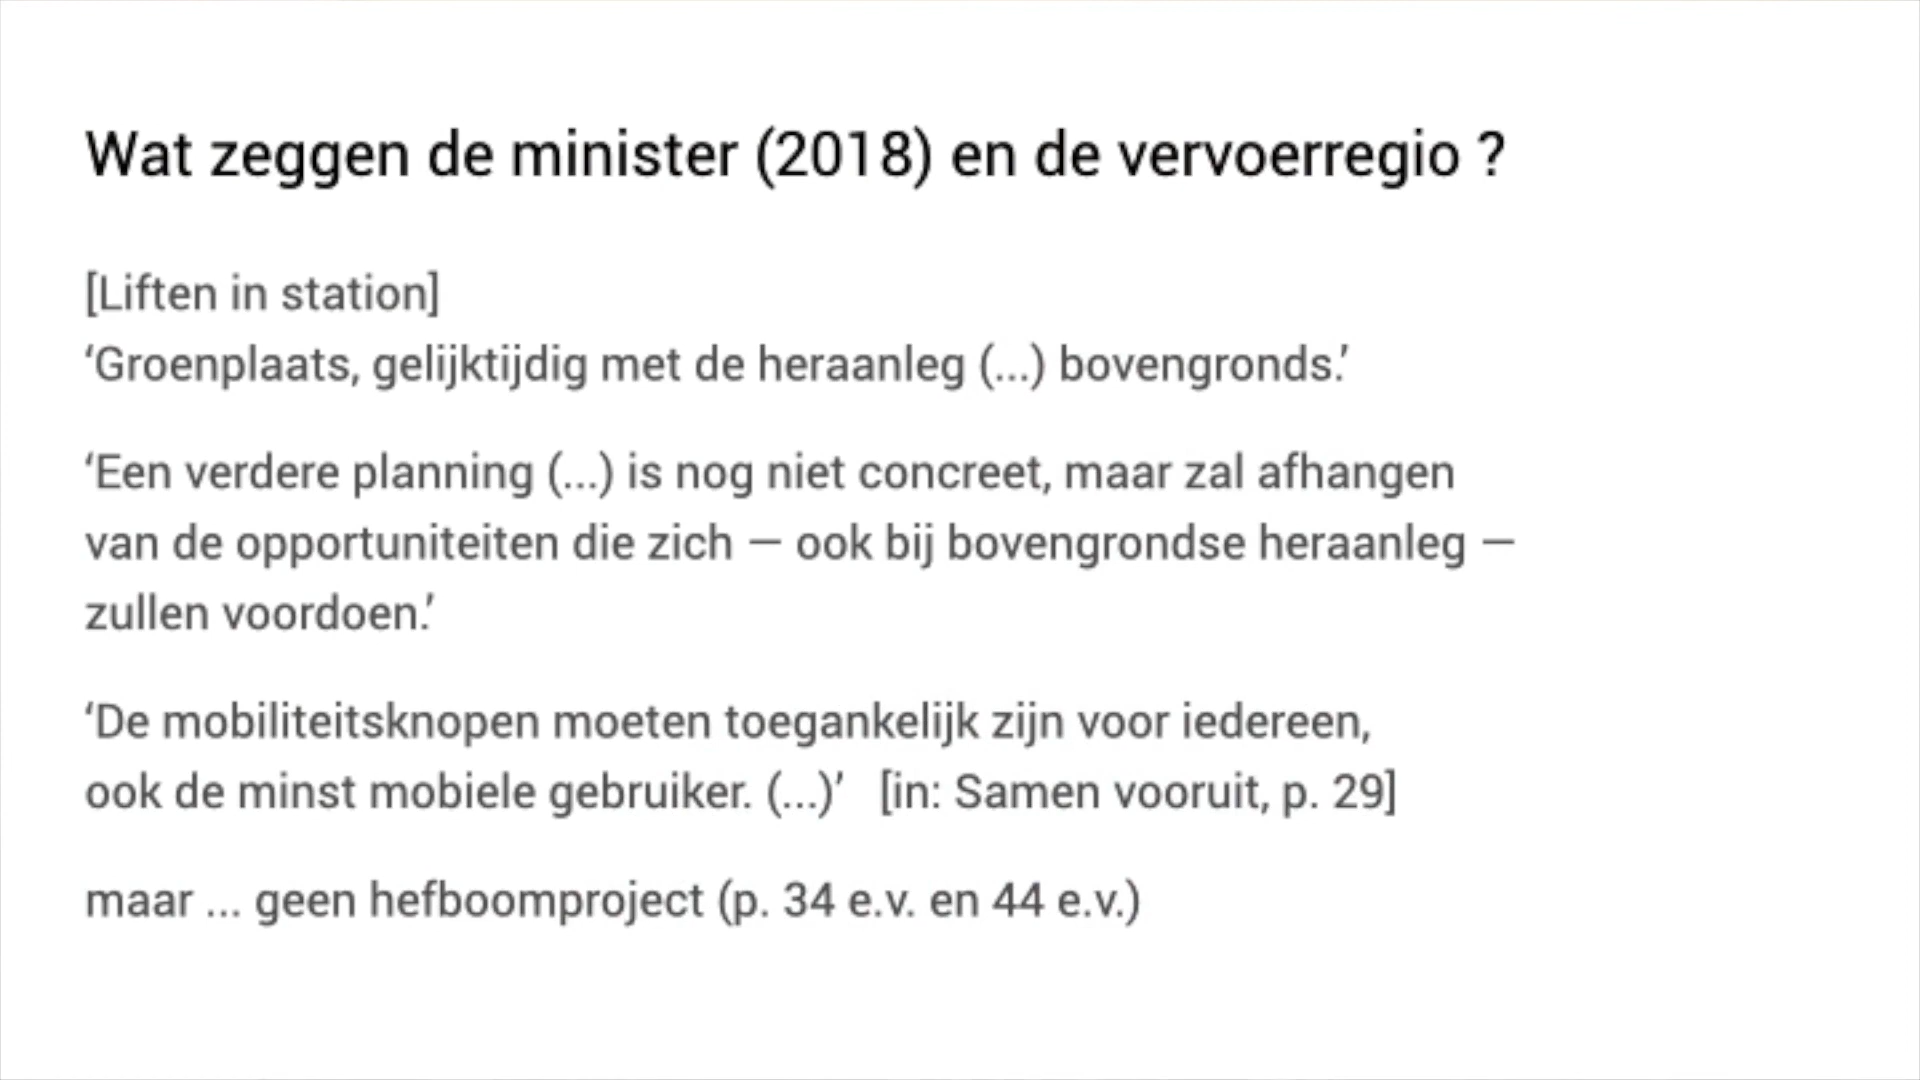 Wat zeggen de minister (2018) en de vervoerregio ?
[Liften in station]
‘Groenplaats, gelijktijdig met de heraanleg (...) bovengronds.’
‘Een verdere planning (...) is nog niet concreet, maar zal afhangen
van de opportuniteiten die zich — ook bij bovengrondse heraanleg —
zullen voordoen.’
‘De mobiliteitsknopen moeten toegankelijk zijn voor iedereen,
ook de minst mobiele gebruiker. (...)’ [in: Samen vooruit, p. 29]
maar ... geen hefboomproject (p. 34 e.v. en 44 e.v.)